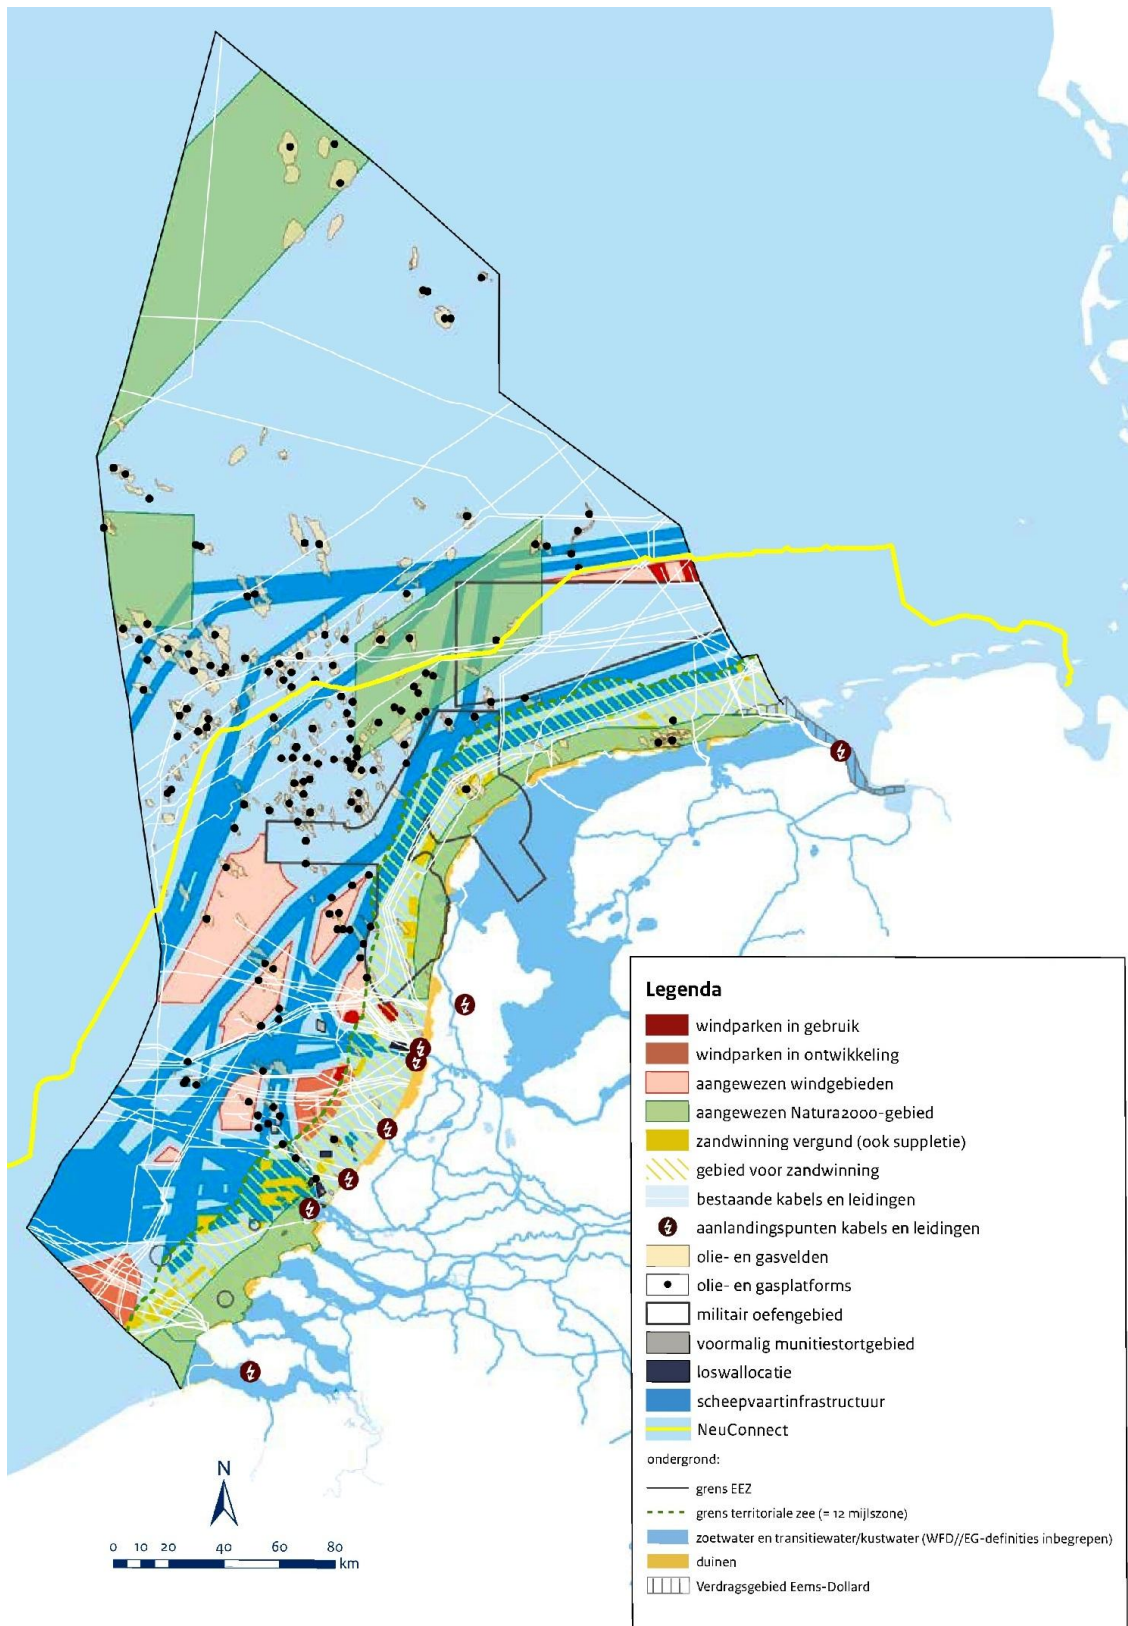 Legenda
windparken in gebruik
windparken in ontwikkeling
aangewezen windgebieden
aangewezen Natura2000-gebied
zandwinning vergund (ook suppletie)
gebied voor zandwinning
bestaande kabels en leidingen
aanlandingspunten kabels en leidingen
olie- en gasvelden
olie- en gasplatforms
militair oefengebied
voormalig munitiestortgebied
loswallocatie
scheepvaartinfrastructuur
NeuConnect
ondergrond:
grens EEZ
grens territoriale zee (= 12 mijlszone)
zoetwater en transitiewater/kustwater (WFD//EG-definities inbegrepen)
duinen
Verdragsgebied Eems-Dollard
N
0 10 20 40 60 80
km